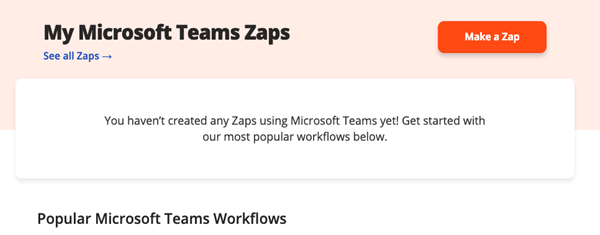 My Microsoft Teams Zaps
Make a Zap
See all Zaps →
You haven’t created any Zaps using Microsoft Teams yet! Get started with
our most popular workflows below.
Popular Microsoft Teams Workflows